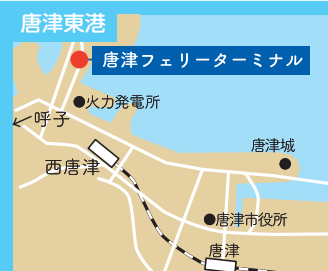 唐津東港
唐津フェリーターミナル
火力発電所
呼子
唐津城
西唐津
唐津市役所
唐津